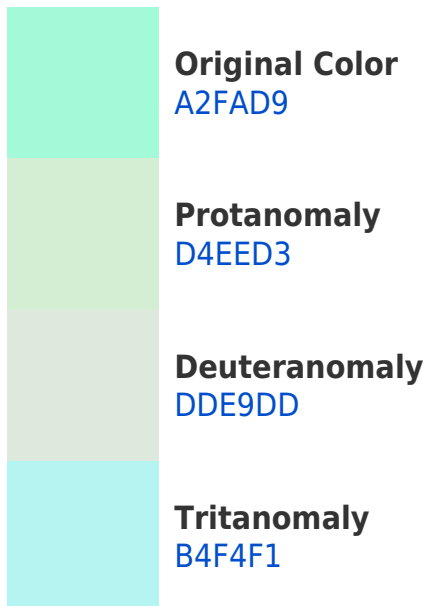 Original Color
A2FAD9
Protanomaly
D4EED3
Deuteranomaly
DDE9DD
Tritanomaly
B4F4F1